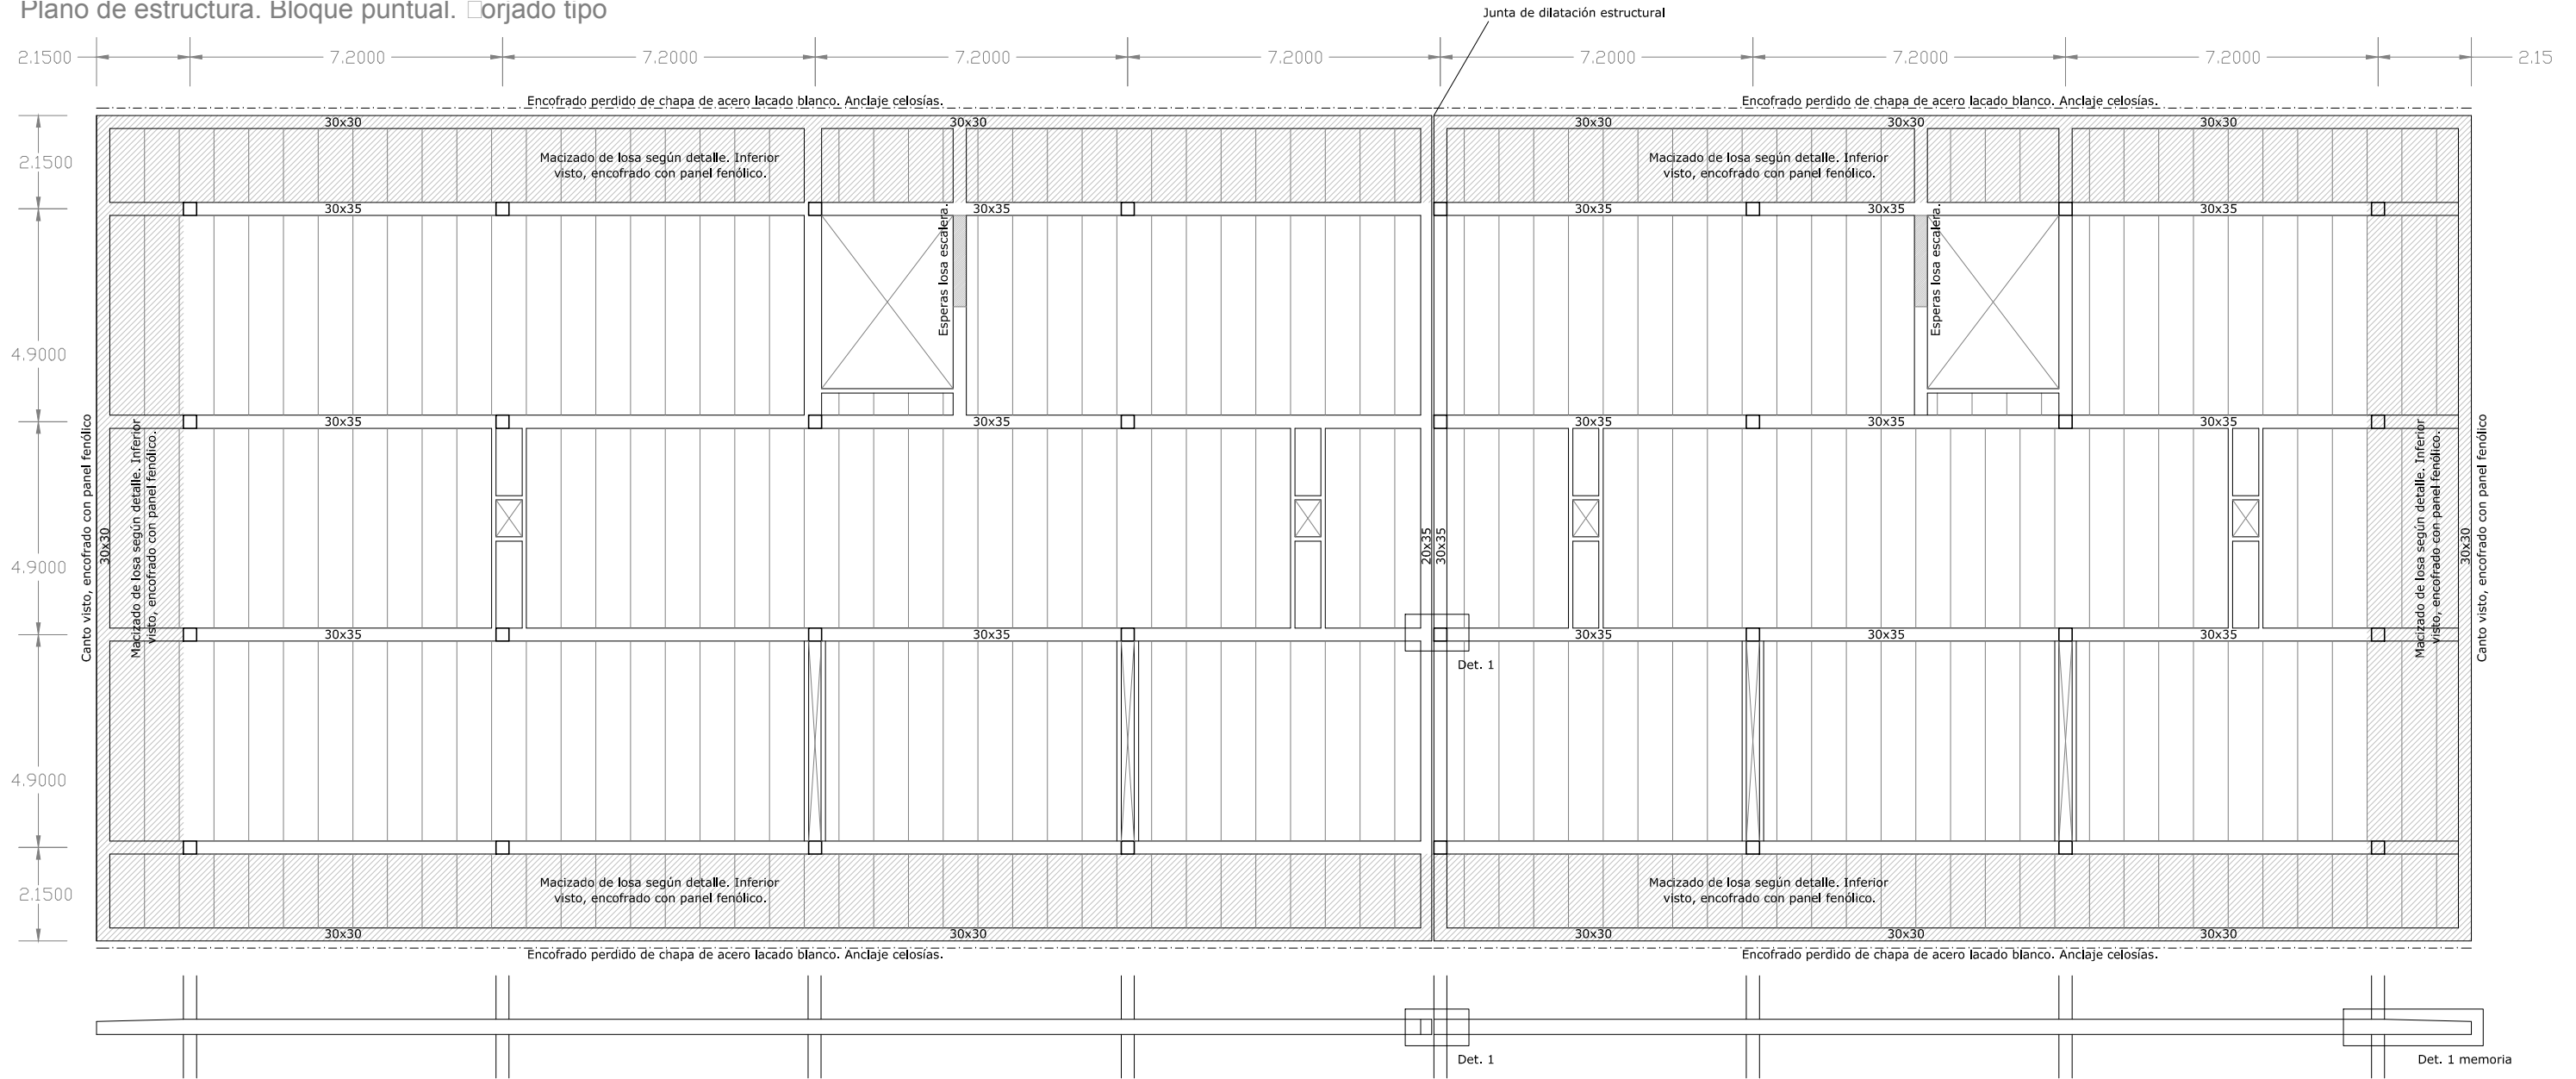 Plano de estructura. Bloque puntual. □orjado tipo
Junta de dilatación estructural
2.1500 7.2000 7.2000 7.2000 7.2000 7.2000 7.2000 7.2000 2.15
Encofrado perdido de chapa de acero lacado blanco. Anclaje celosías.
Encofrado perdido de chapa de acero lacado blanco. Anclaje celosías.
30x30 30x30 30x30 30x30 30x30
2.1500
Macizado de losa según detalle. Inferior
visto, encofrado con panel fenólico.
Macizado de losa según detalle. Inferior
visto, encofrado con panel fenólico.
30x35 30x35 30x35 30x35 30x35
Esperas losa escalera.
Esperas losa escalera.
4.9000
30x35 30x35 30x35 30x35 30x35
Canto visto, encofrado con panel fenólico
30x30
Macizado de losa según detalle. Inferior
visto, encofrado con panel fenólico.
20x35
30x35
Macizado de losa según detalle. Inferior
visto, encofrado con panel fenólico.
30x30
Canto visto, encofrado con panel fenólico
4.9000
30x35 30x35 30x35 30x35 30x35
Det. 1
4.9000
2.1500
Macizado de losa según detalle. Inferior
visto, encofrado con panel fenólico.
Macizado de losa según detalle. Inferior
visto, encofrado con panel fenólico.
30x30 30x30 30x30 30x30 30x30
Encofrado perdido de chapa de acero lacado blanco. Anclaje celosías.
Encofrado perdido de chapa de acero lacado blanco. Anclaje celosías.
Det. 1
Det. 1 memoria